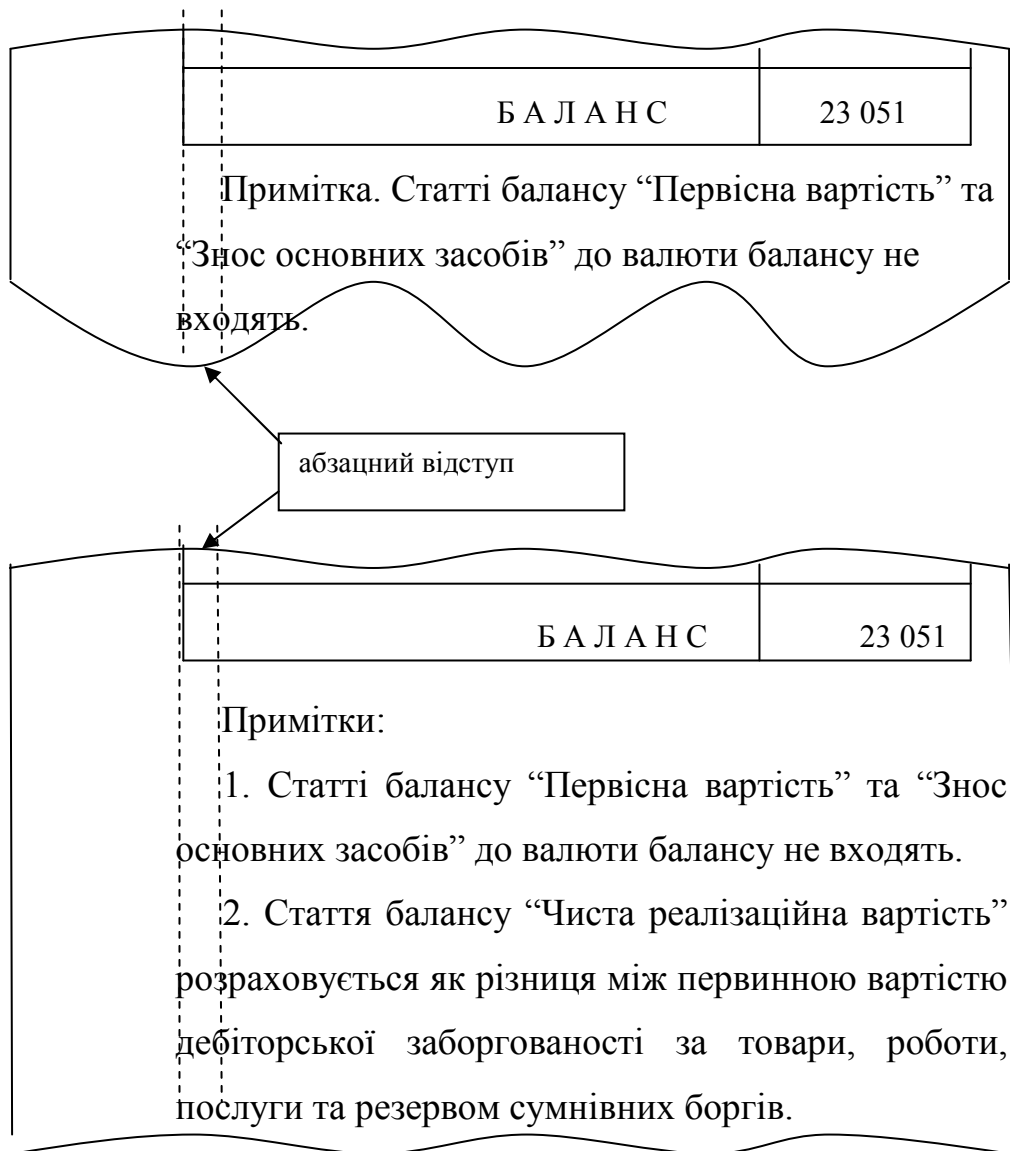 Б А Л А Н С 23 051
Примітка. Статті балансу “Первісна вартість” та
“Знос основних засобів” до валюти балансу не
входять.
абзацний відступ
Б А Л А Н С 23 051
Примітки:
1. Статті балансу “Первісна вартість” та “Знос
основних засобів” до валюти балансу не входять.
2. Стаття балансу “Чиста реалізаційна вартість”
розраховується як різниця між первинною вартістю
дебіторської заборгованості за товари, роботи,
послуги та резервом сумнівних боргів.